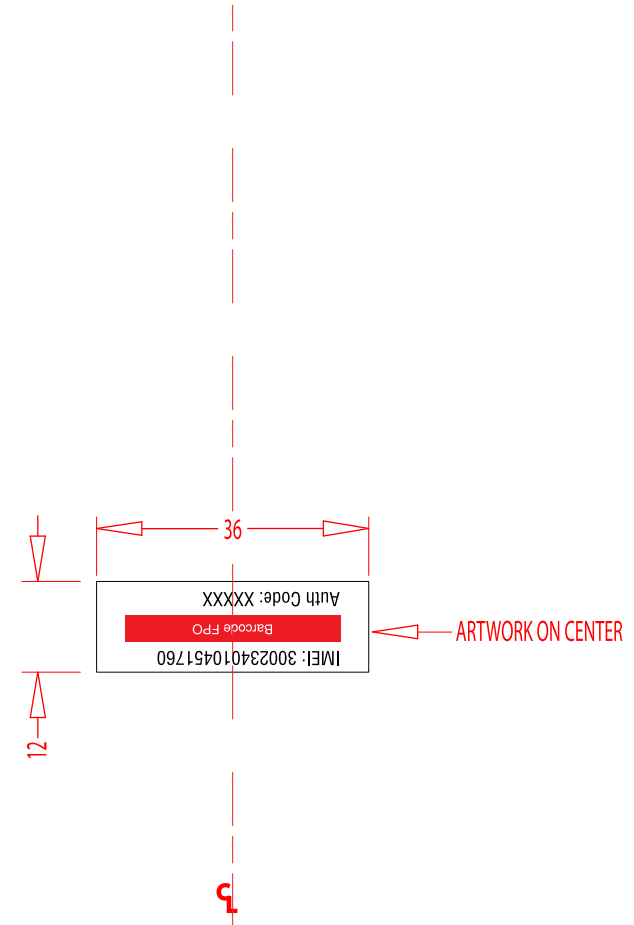 36
IMEI: 300234010451760
Barcode FPO
Auth Code: XXXXX
ARTWORK ON CENTER
12
℄